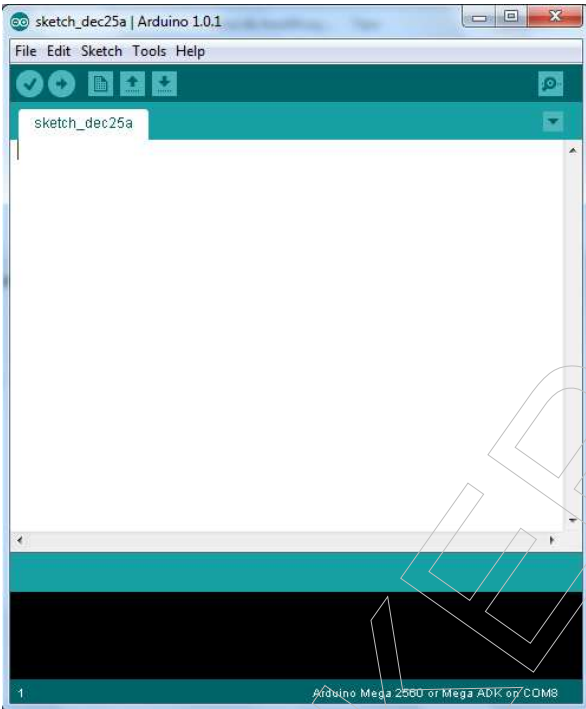 sketch_dec25a | Arduino 1.0.1
File Edit Sketch Tools Help
sketch_dec25a
1 Arduino Mega 2560 or Mega ADK on COM8